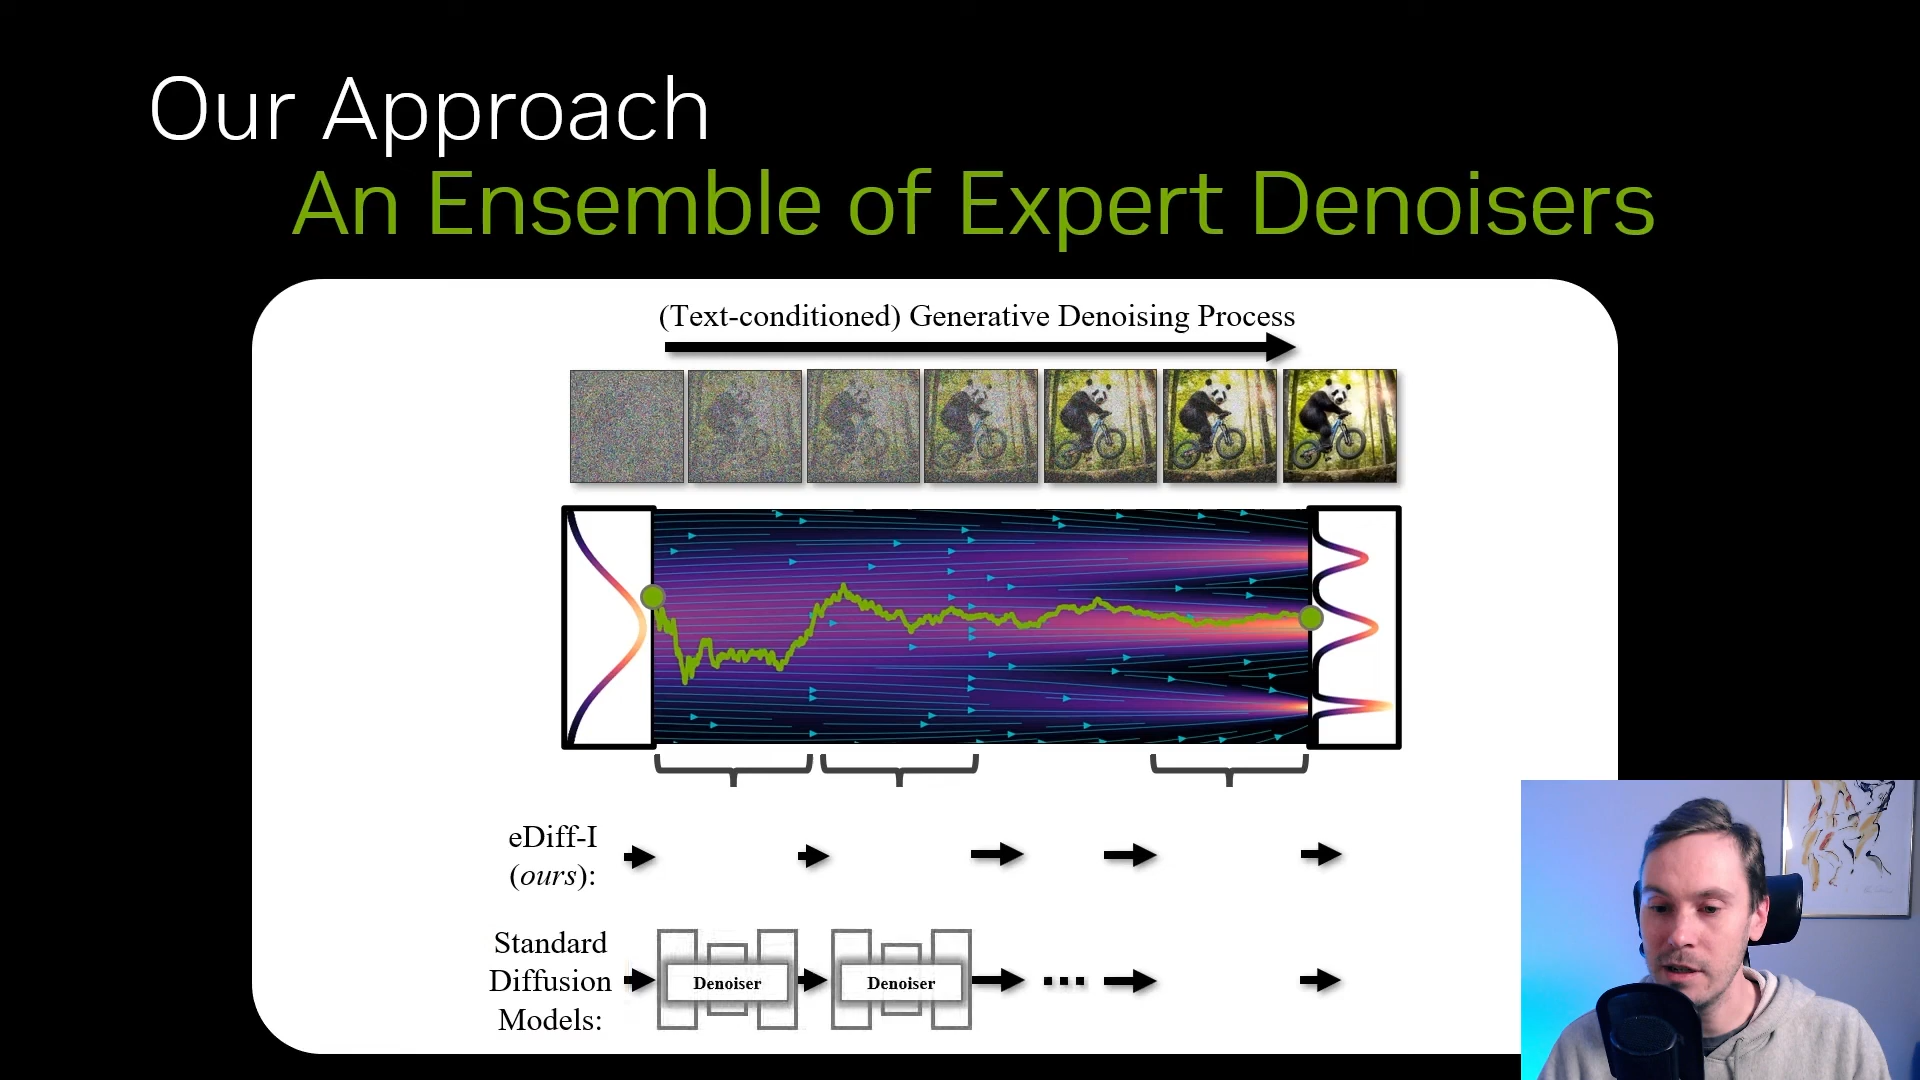 Our Approach
An Ensemble of Expert Denoisers
(Text-conditioned) Generative Denoising Process
eDiff-I
(ours):
Standard
Diffusion
Models:
Denoiser
Denoiser
...